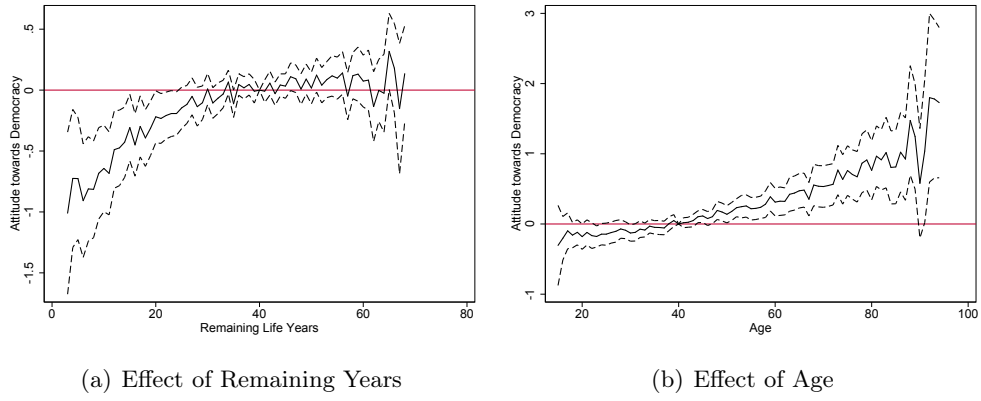 Attitude towards Democracy
.5
0
-.5
-1
-1.5
0 20 40 60 80
Remaining Life Years
(a) Effect of Remaining Years
Attitude towards Democracy
3
2
1
0
-1
20 40 60 80 100
Age
(b) Effect of Age